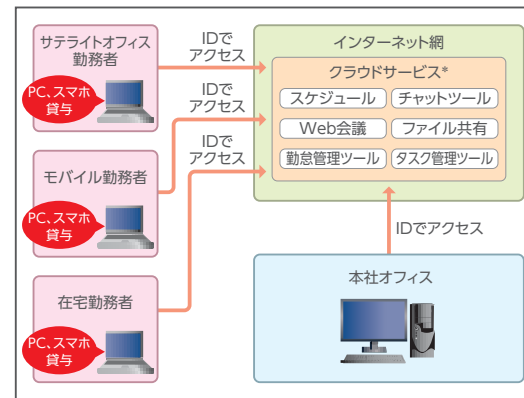 サテライトオフィス
勤務者
PC、スマホ
貸与
モバイル勤務者
PC、スマホ
貸与
在宅勤務者
PC、スマホ
貸与
IDで
アクセス
IDで
アクセス
IDで
アクセス
インターネット網
クラウドサービス*
スケジュール
チャットツール
Web会議
ファイル共有
勤怠管理ツール
タスク管理ツール
IDでアクセス
本社オフィス